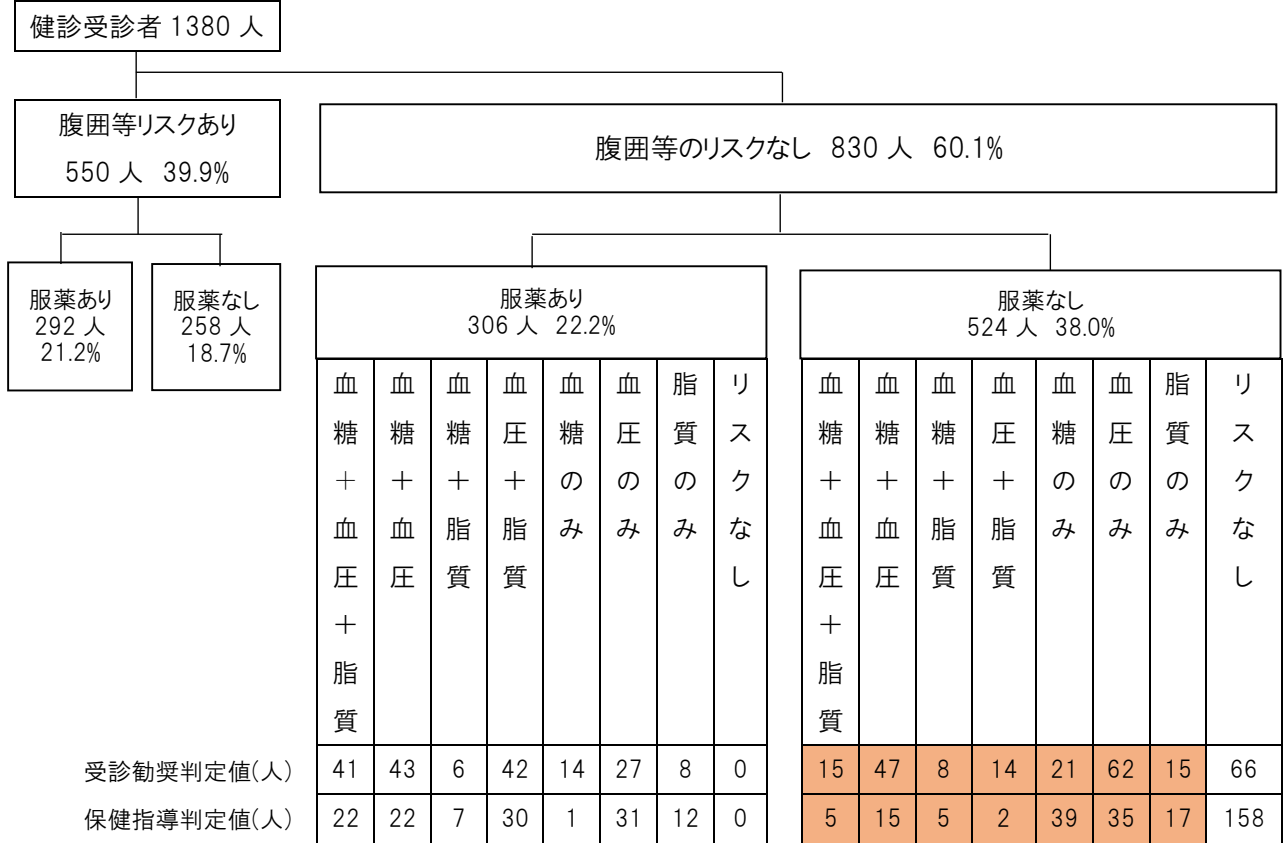 健診受診者 1380 人
腹囲等リスクあり
550 人 39.9%
腹囲等のリスクなし 830 人 60.1%
服薬あり
292 人
21.2%
服薬なし
258 人
18.7%
服薬あり
306 人 22.2%
服薬なし
524 人 38.0%
血糖＋血圧＋脂質
血糖＋血圧
血糖＋脂質
血圧＋脂質
血糖のみ
血圧のみ
脂質のみ
リスクなし
血糖＋血圧＋脂質
血糖＋血圧
血糖＋脂質
血圧＋脂質
血糖のみ
血圧のみ
脂質のみ
リスクなし
受診勧奨判定値(人) 41 43 6 42 14 27 8 0 15 47 8 14 21 62 15 66
保健指導判定値(人) 22 22 7 30 1 31 12 0 5 15 5 2 39 35 17 158